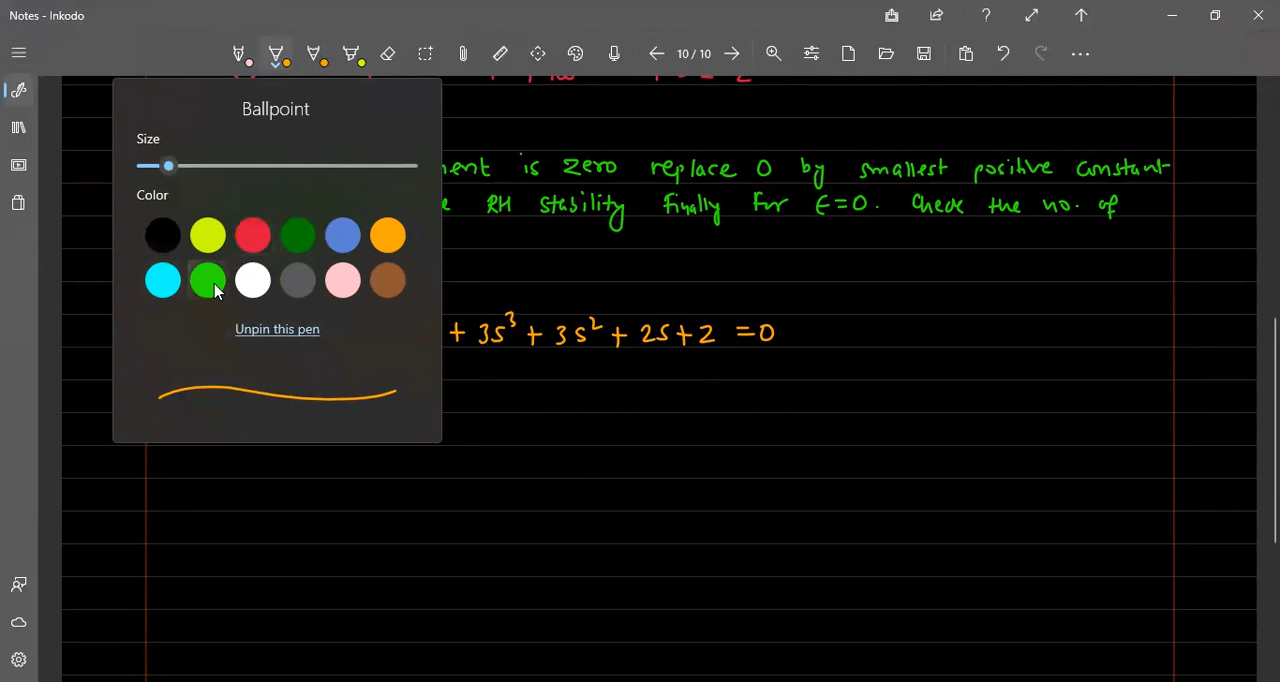 Notes - Inkodo
10 / 10
Ballpoint
Size
Color
Unpin this pen
is zero replace 0 by smallest positive constant
RH stability finally for ϵ=0. Check the no. of
+ 3s³ + 3s² + 2s + 2 = 0